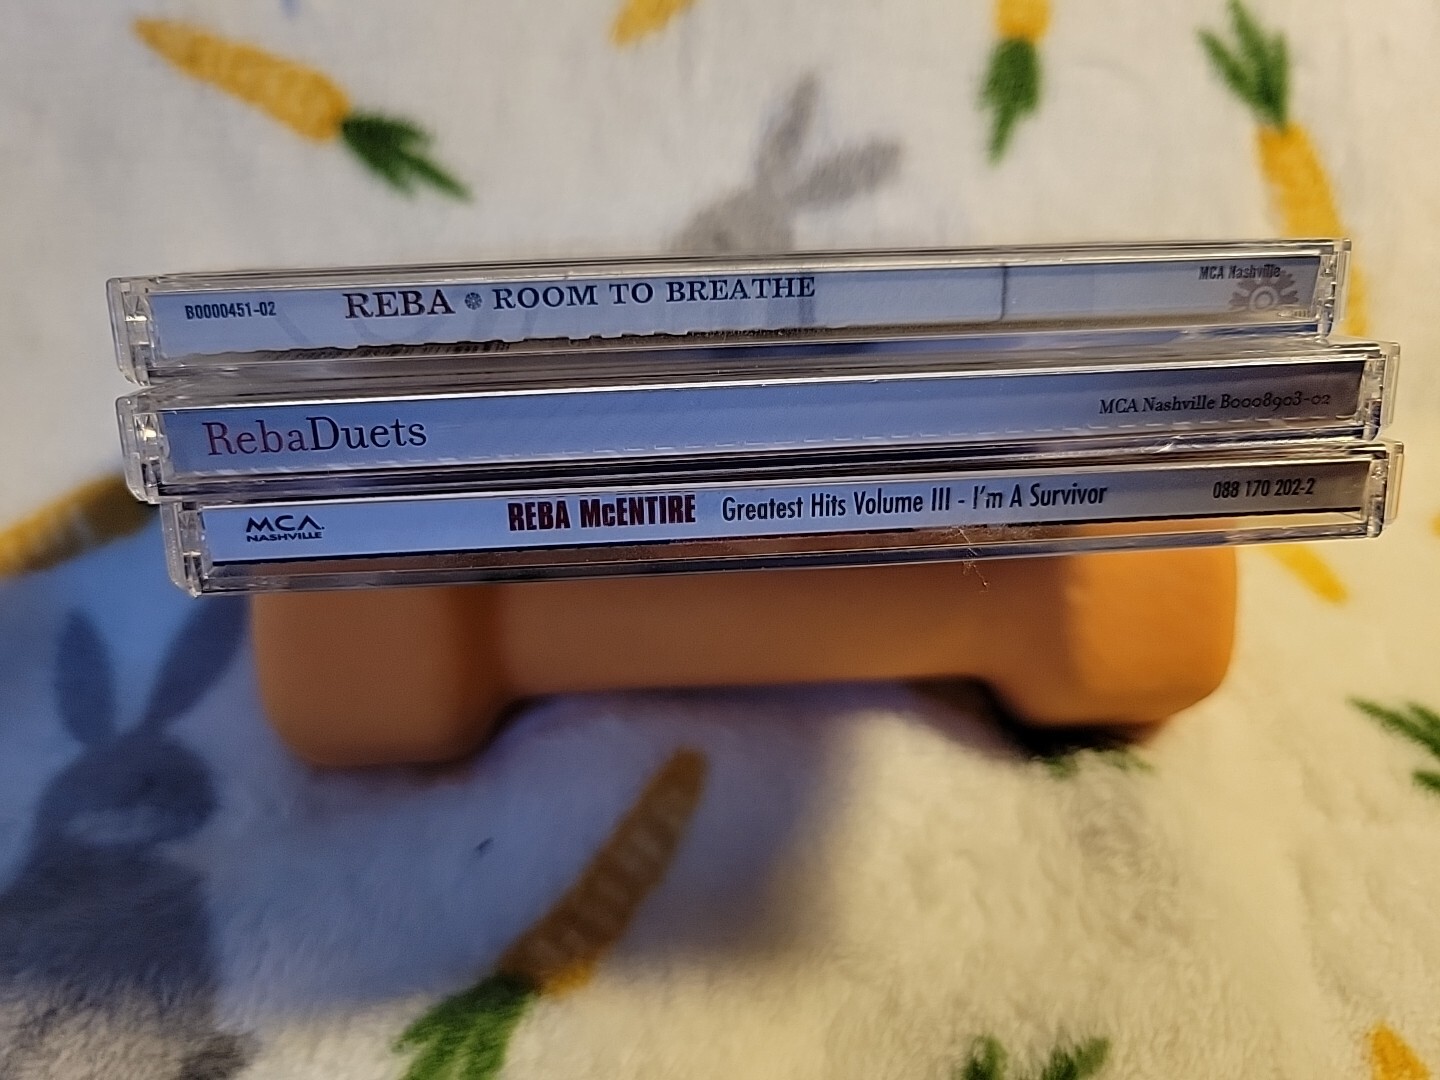 B0000451-02 REBA ROOM TO BREATHE MCA Nashville
RebaDuets MCA Nashville B0008903-02
MCA NASHVILLE REBA McENTIRE Greatest Hits Volume III - I'm A Survivor 088 170 202-2